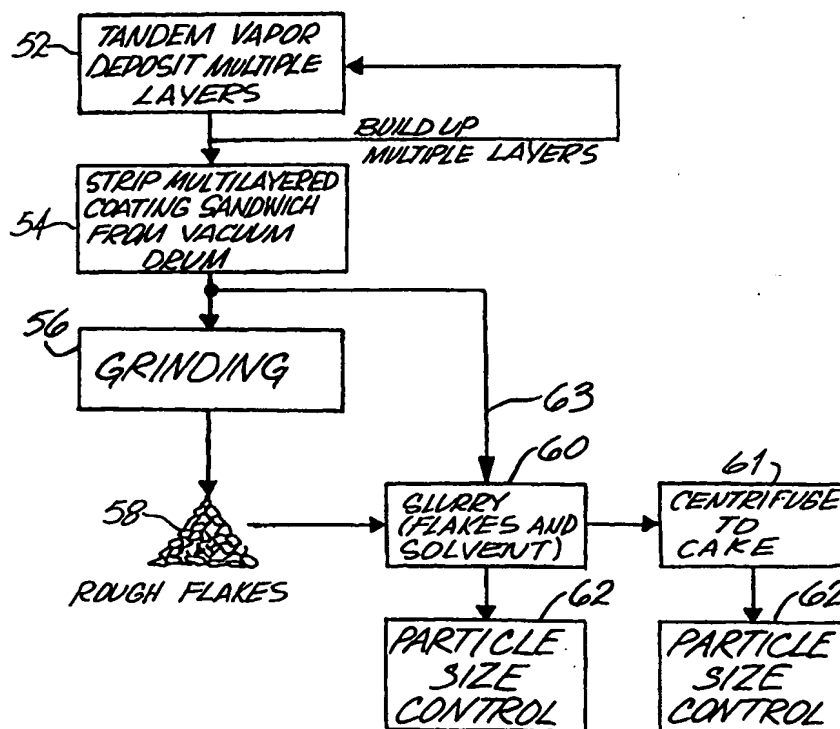 52
TANDEM VAPOR
DEPOSIT MULTIPLE
LAYERS
BUILD UP
MULTIPLE LAYERS
54
STRIP MULTILAYERED
COATING SANDWICH
FROM VACUUM
DRUM
56
GRINDING
63
58
ROUGH FLAKES
60
SLURRY
(FLAKES AND
SOLVENT)
61
CENTRIFUGE
TO
CAKE
62
PARTICLE
SIZE
CONTROL
62
PARTICLE
SIZE
CONTROL